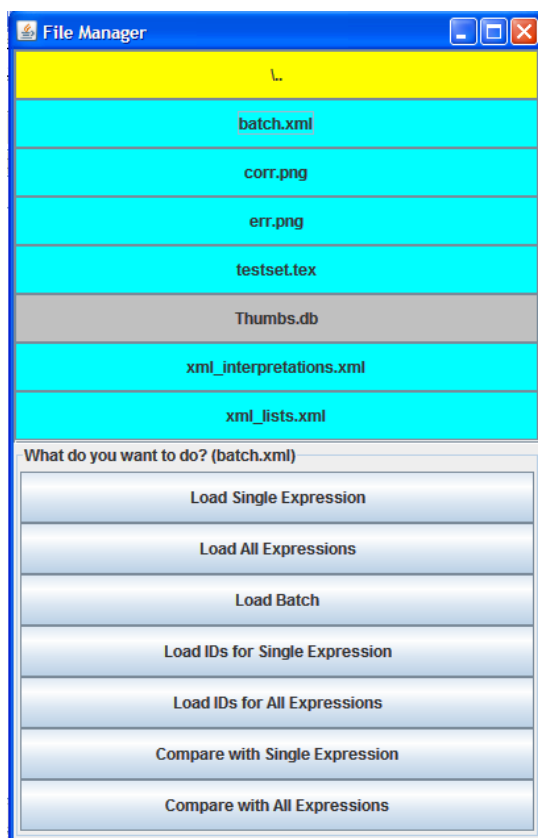 File Manager
\..
batch.xml
corr.png
err.png
testset.tex
Thumbs.db
xml_interpretations.xml
xml_lists.xml
What do you want to do? (batch.xml)
Load Single Expression
Load All Expressions
Load Batch
Load IDs for Single Expression
Load IDs for All Expressions
Compare with Single Expression
Compare with All Expressions